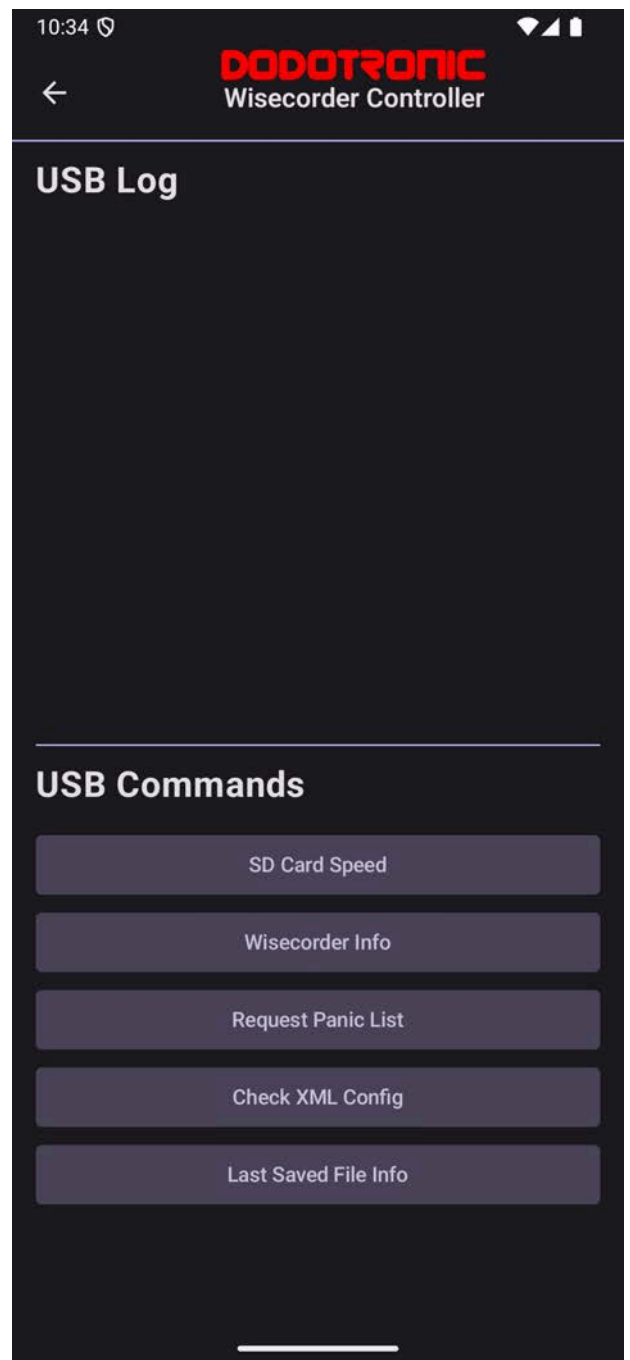 10:34
DODOTRONIC
Wisecorder Controller
USB Log
USB Commands
SD Card Speed
Wisecorder Info
Request Panic List
Check XML Config
Last Saved File Info